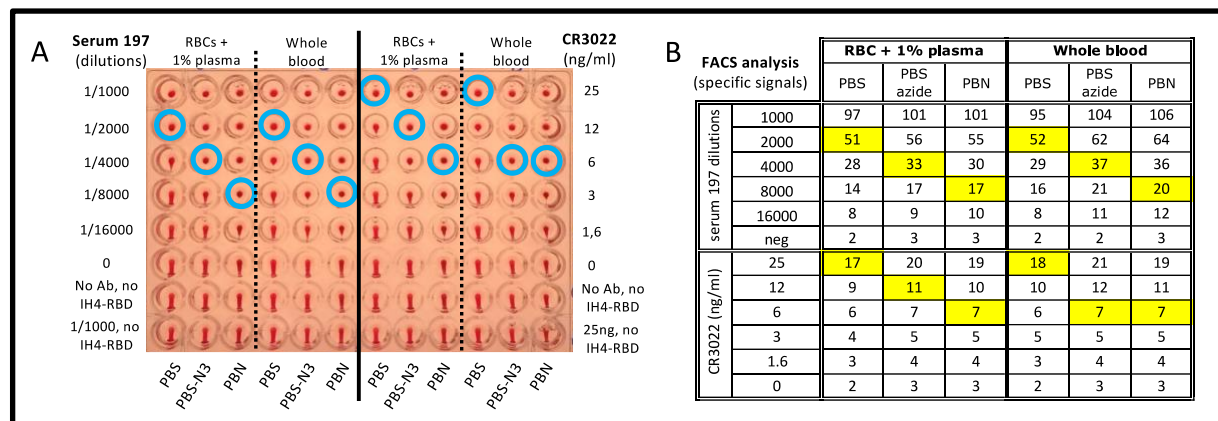 A
Serum 197
(dilutions)
RBCs +
1% plasma
Whole
blood
RBCs +
1% plasma
Whole
blood
CR3022
(ng/ml)
1/1000
25
1/2000
12
1/4000
6
1/8000
3
1/16000
1,6
0
0
No Ab, no
IH4-RBD
No Ab, no
IH4-RBD
1/1000, no
IH4-RBD
25ng, no
IH4-RBD
PBS
PBS-N3
PBN
PBS
PBS-N3
PBN
PBS
PBS-N3
PBN
PBS
PBS-N3
PBN
B
FACS analysis
(specific signals)
RBC + 1% plasma
Whole blood
PBS
PBS
azide
PBN
PBS
PBS
azide
PBN
serum 197 dilutions
1000 97 101 101 95 104 106
2000 51 56 55 52 62 64
4000 28 33 30 29 37 36
8000 14 17 17 16 21 20
16000 8 9 10 8 11 12
neg 2 3 3 2 2 3
CR3022 (ng/ml)
25 17 20 19 18 21 19
12 9 11 10 10 12 11
6 6 7 7 6 7 7
3 4 5 5 5 5 5
1.6 3 4 4 3 4 4
0 2 3 3 2 3 3